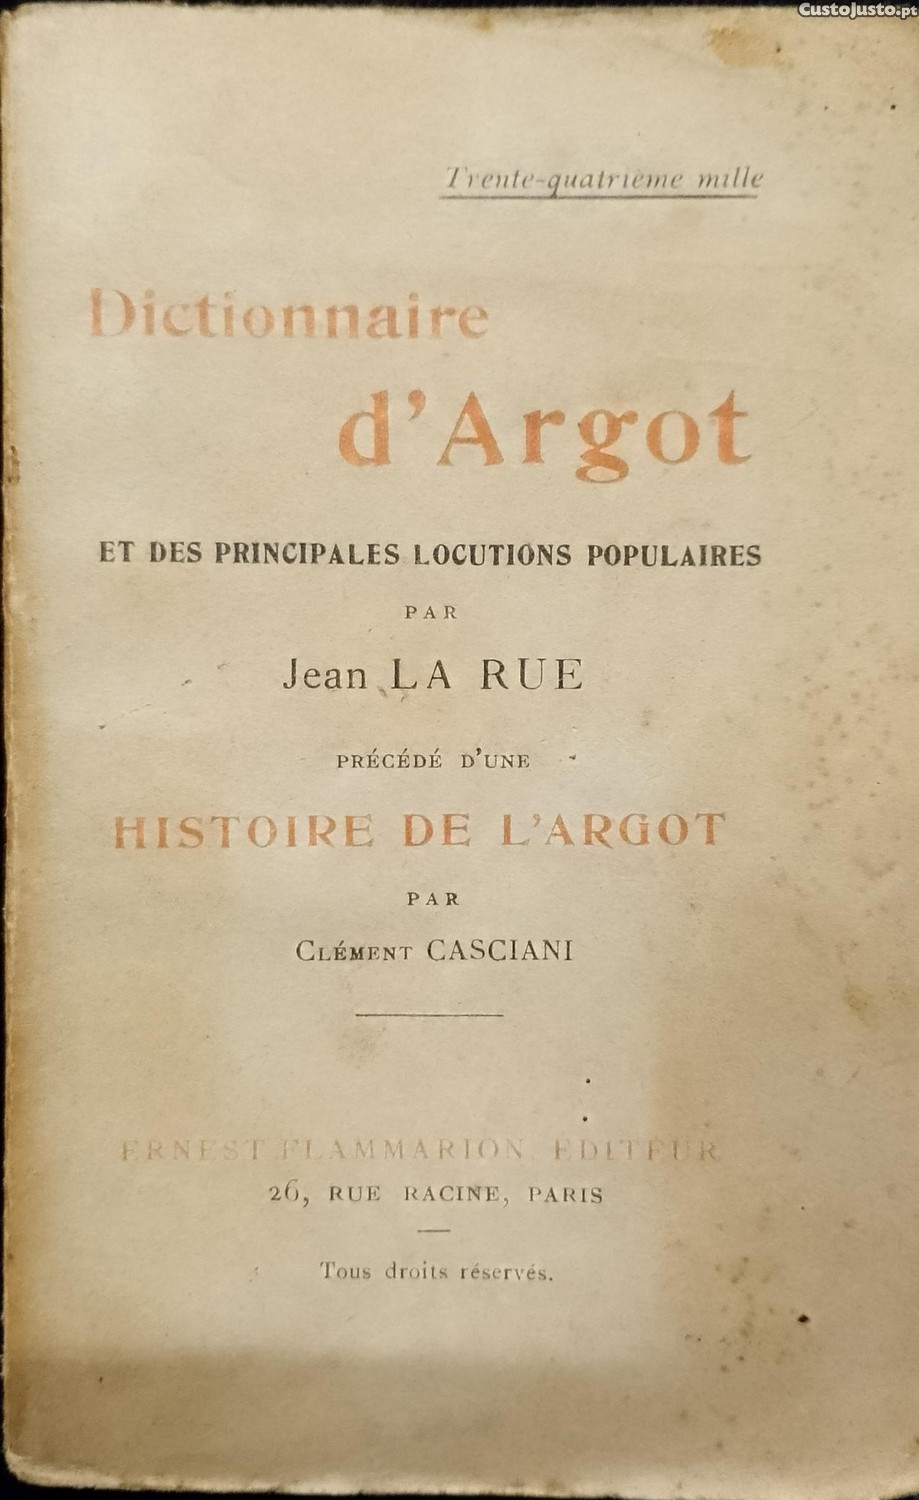 CustoJusto.pt
Trente-quatrième mille
Dictionnaire
d'Argot
ET DES PRINCIPALES LOCUTIONS POPULAIRES
PAR
Jean LA RUE
PRÉCÉDÉ D'UNE
HISTOIRE DE L'ARGOT
PAR
CLÉMENT CASCIANI
ERNEST FLAMMARION, ÉDITEUR
26, RUE RACINE, PARIS
Tous droits réservés.